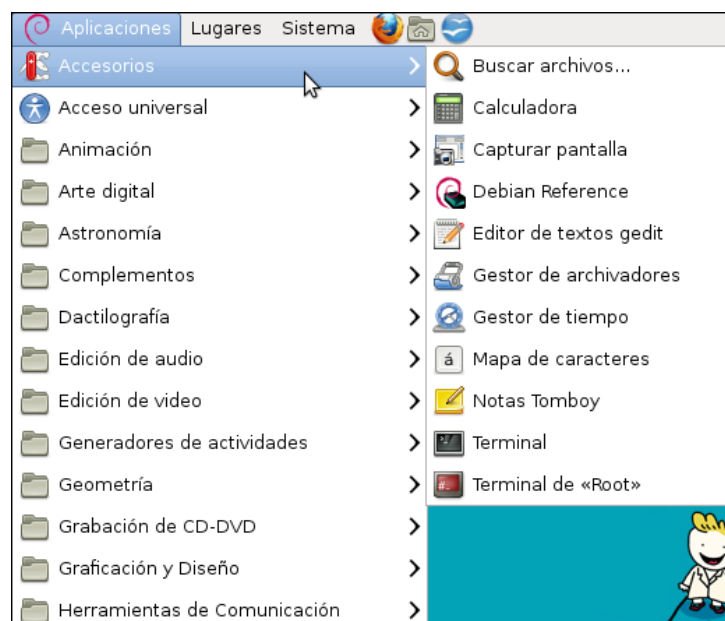 Aplicaciones Lugares Sistema
Accesorios
Acceso universal
Animación
Arte digital
Astronomía
Complementos
Dactilografía
Edición de audio
Edición de video
Generadores de actividades
Geometría
Grabación de CD-DVD
Graficación y Diseño
Herramientas de Comunicación
Buscar archivos...
Calculadora
Capturar pantalla
Debian Reference
Editor de textos gedit
Gestor de archivadores
Gestor de tiempo
á Mapa de caracteres
Notas Tomboy
Terminal
Terminal de «Root»